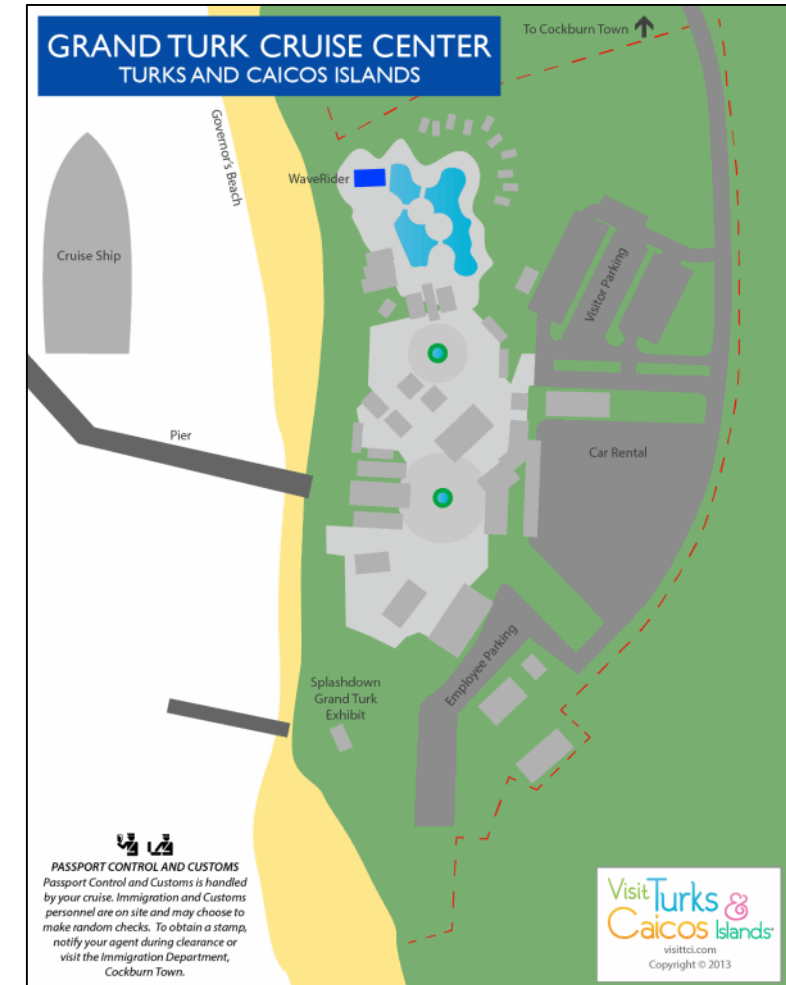 GRAND TURK CRUISE CENTER
TURKS AND CAICOS ISLANDS
To Cockburn Town
Governor's Beach
WaveRider
Cruise Ship
Visitor Parking
Pier
Car Rental
Employee Parking
Splashdown
Grand Turk
Exhibit
PASSPORT CONTROL AND CUSTOMS
Passport Control and Customs is handled
by your cruise. Immigration and Customs
personnel are on site and may choose to
make random checks. To obtain a stamp,
notify your agent during clearance or
visit the Immigration Department,
Cockburn Town.
Visit Turks &
Caicos Islands
visittci.com
Copyright © 2013